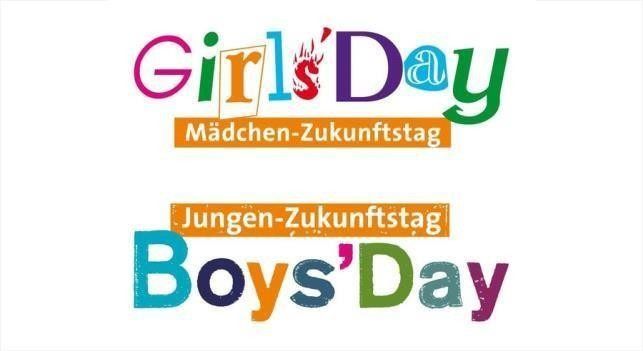 Girls'Day
Mädchen-Zukunftstag
Jungen-Zukunftstag
Boys'Day